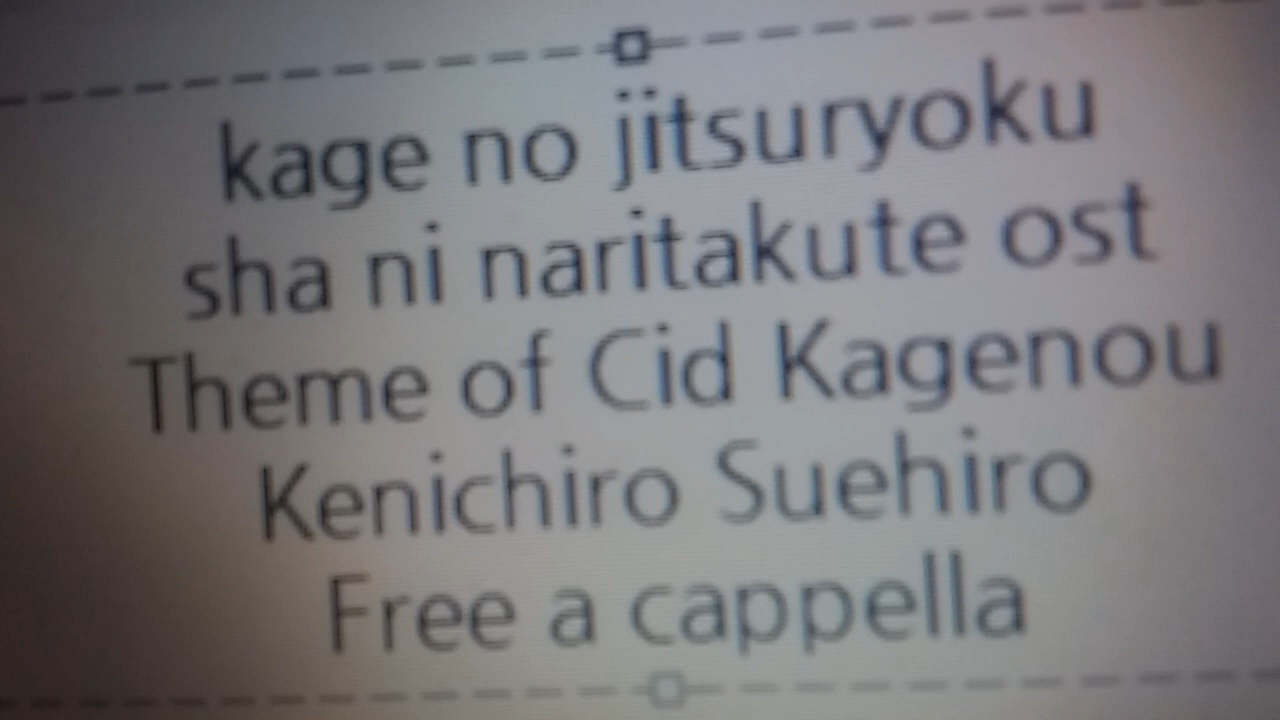 kage no jitsuryoku
sha ni naritakute ost
Theme of Cid Kagenou
Kenichiro Suehiro
Free a cappella